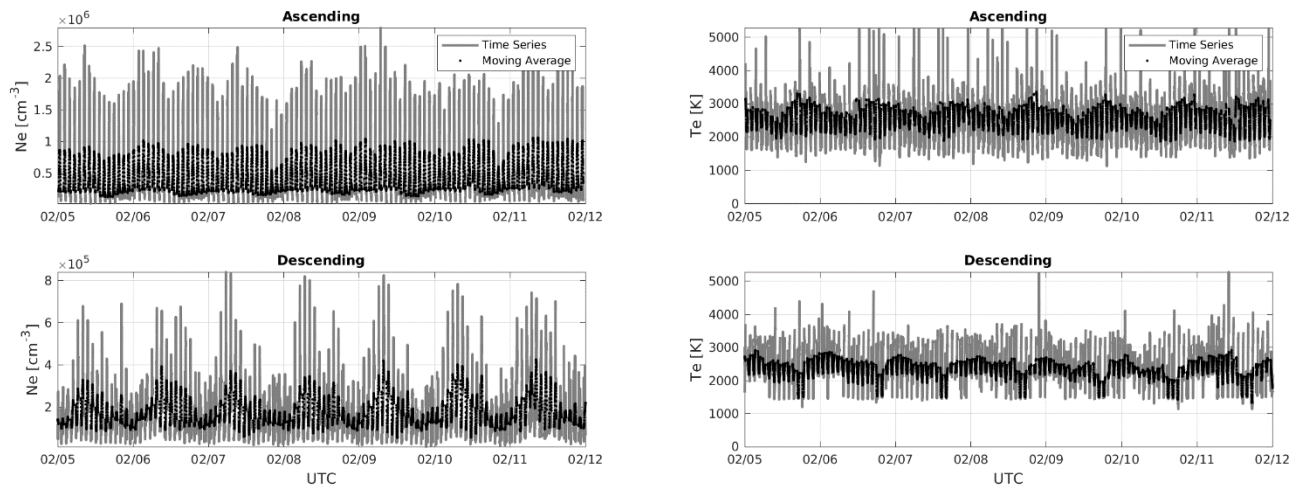 Ascending
×10⁶
Ne [cm⁻³]
2.5
2
1.5
1
0.5
Time Series
Moving Average
02/05 02/06 02/07 02/08 02/09 02/10 02/11 02/12
Ascending
Te [K]
5000
4000
3000
2000
1000
0
Time Series
Moving Average
02/05 02/06 02/07 02/08 02/09 02/10 02/11 02/12
Descending
×10⁵
Ne [cm⁻³]
8
6
4
2
02/05 02/06 02/07 02/08 02/09 02/10 02/11 02/12
UTC
Descending
Te [K]
5000
4000
3000
2000
1000
0
02/05 02/06 02/07 02/08 02/09 02/10 02/11 02/12
UTC